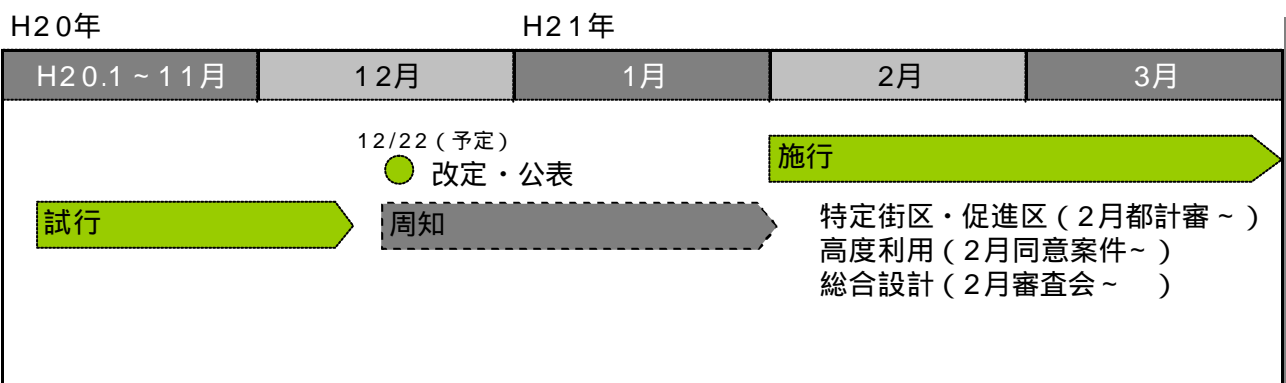 H20年 H21年
H20.1~11月 12月 1月 2月 3月
12/22(予定)
改定・公表
施行
試行
周知
特定街区・促進区(2月都計審~)
高度利用(2月同意案件~)
総合設計(2月審査会~ )